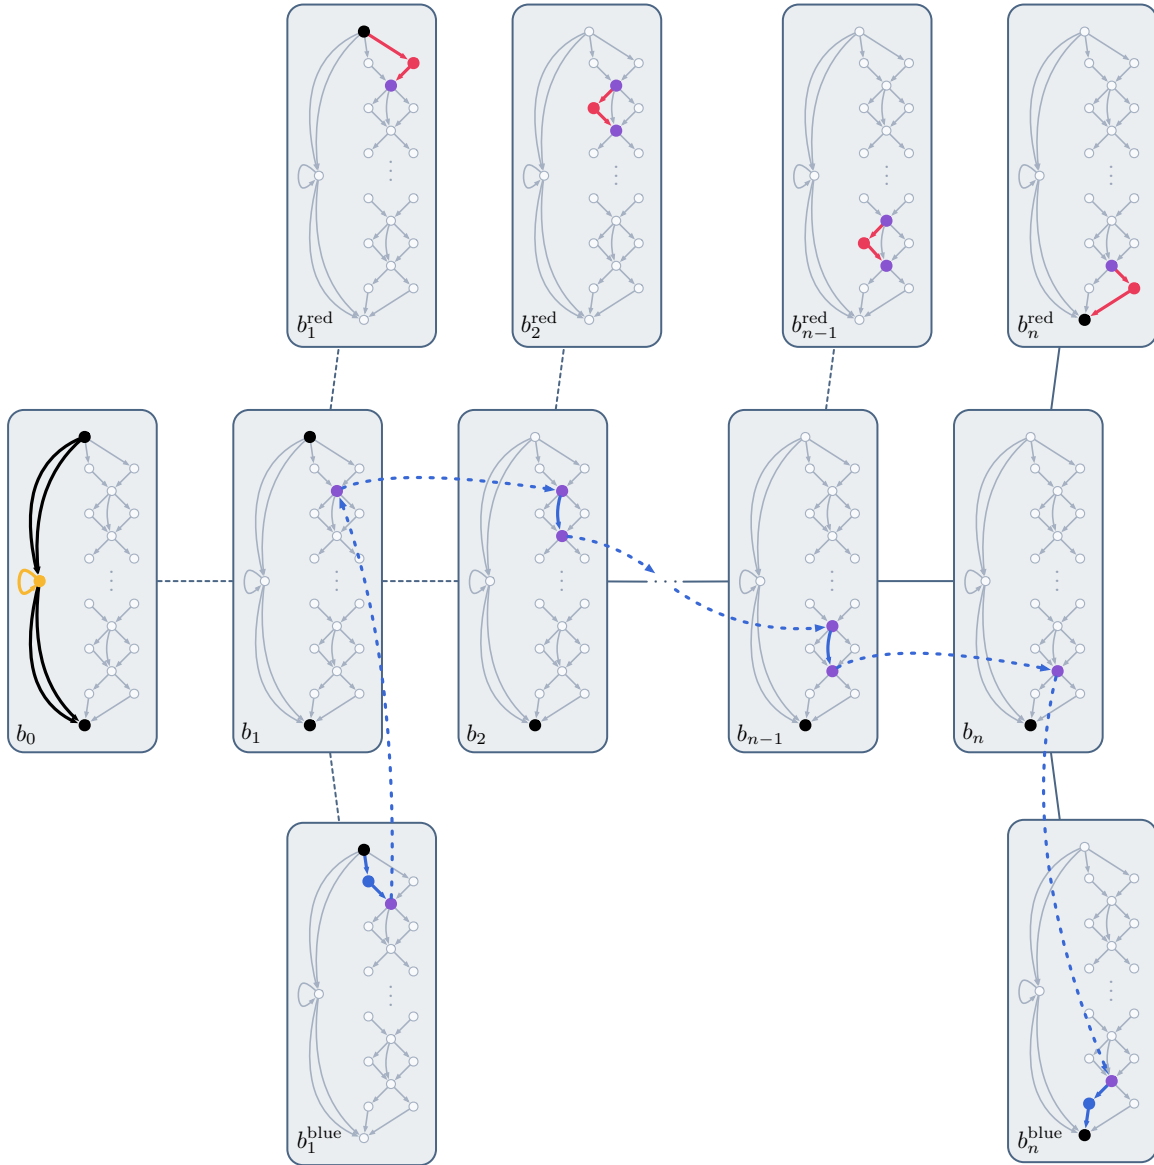 b_1^red
b_2^red
b_{n-1}^red
b_n^red
b_0
b_1
b_2
b_{n-1}
b_n
b_1^blue
b_n^blue